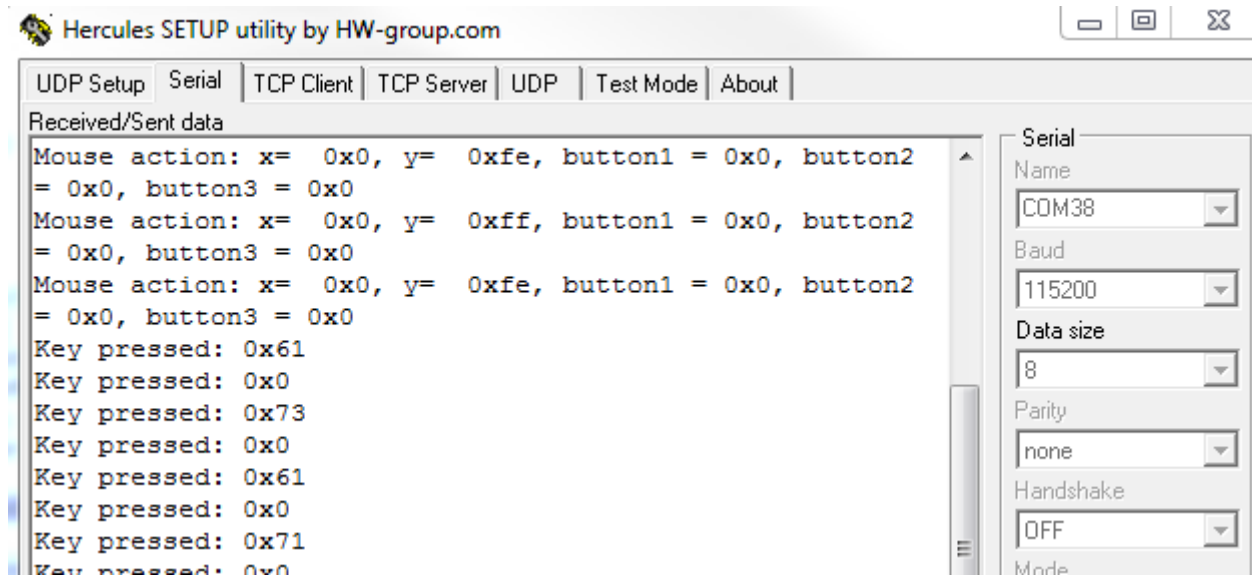 Hercules SETUP utility by HW-group.com
UDP Setup Serial TCP Client TCP Server UDP Test Mode About
Received/Sent data
Mouse action: x=  0x0, y=  0xfe, button1 = 0x0, button2
= 0x0, button3 = 0x0
Mouse action: x=  0x0, y=  0xff, button1 = 0x0, button2
= 0x0, button3 = 0x0
Mouse action: x=  0x0, y=  0xfe, button1 = 0x0, button2
= 0x0, button3 = 0x0
Key pressed: 0x61
Key pressed: 0x0
Key pressed: 0x73
Key pressed: 0x0
Key pressed: 0x61
Key pressed: 0x0
Key pressed: 0x71
Key pressed: 0x0
Serial
Name
COM38
Baud
115200
Data size
8
Parity
none
Handshake
OFF
Mode